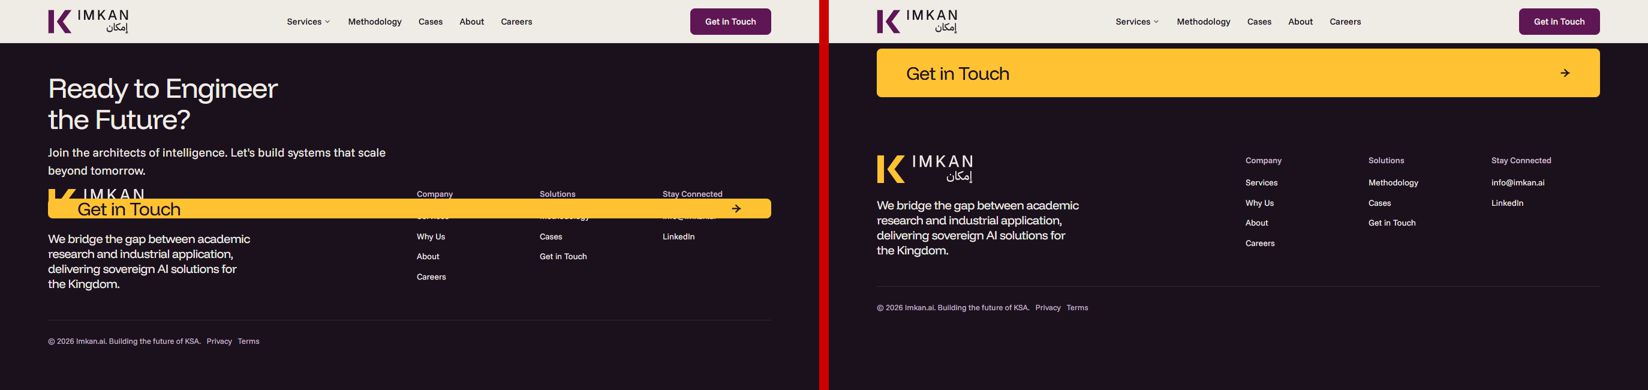 IMKAN
إمكان
Services
Methodology
Cases
About
Careers
Get in Touch
Ready to Engineer
the Future?
Join the architects of intelligence. Let's build systems that scale
beyond tomorrow.
IMKAN
Company
Solutions
Stay Connected
Get in Touch
We bridge the gap between academic
research and industrial application,
delivering sovereign AI solutions for
the Kingdom.
Why Us
About
Careers
Cases
Get in Touch
LinkedIn
© 2026 Imkan.ai. Building the future of KSA. Privacy Terms
IMKAN
إمكان
Services
Methodology
Cases
About
Careers
Get in Touch
Get in Touch
IMKAN
إمكان
We bridge the gap between academic
research and industrial application,
delivering sovereign AI solutions for
the Kingdom.
Company
Services
Why Us
About
Careers
Solutions
Methodology
Cases
Get in Touch
Stay Connected
info@imkan.ai
LinkedIn
© 2026 Imkan.ai. Building the future of KSA. Privacy Terms